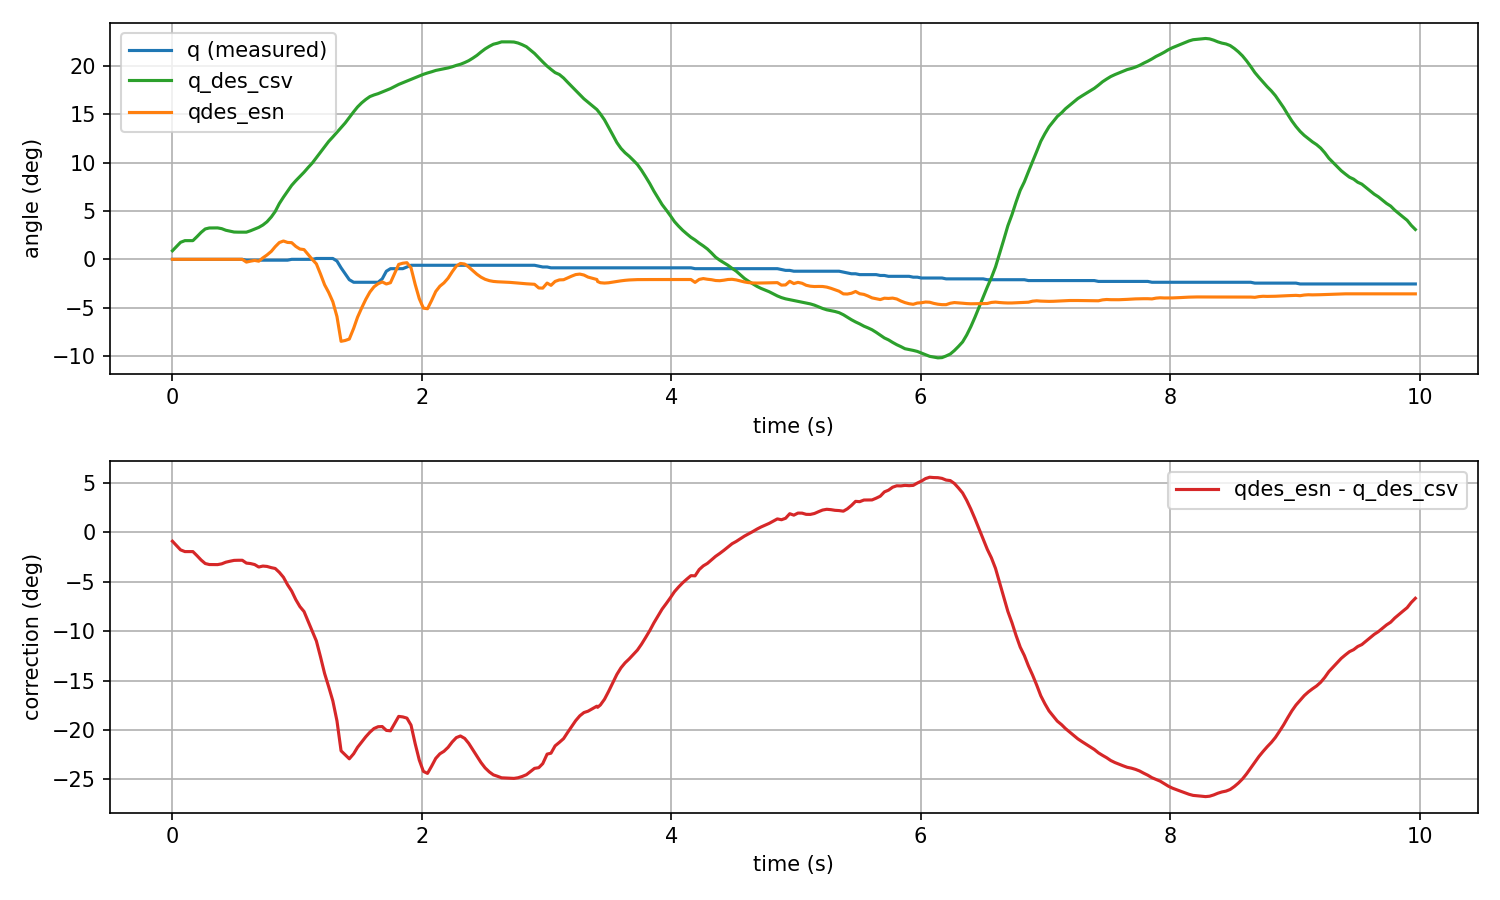 q (measured)
q_des_csv
qdes_esn
angle (deg)
20
15
10
5
0
−5
−10
0 2 4 6 8 10
time (s)
qdes_esn - q_des_csv
correction (deg)
5
0
−5
−10
−15
−20
−25
0 2 4 6 8 10
time (s)